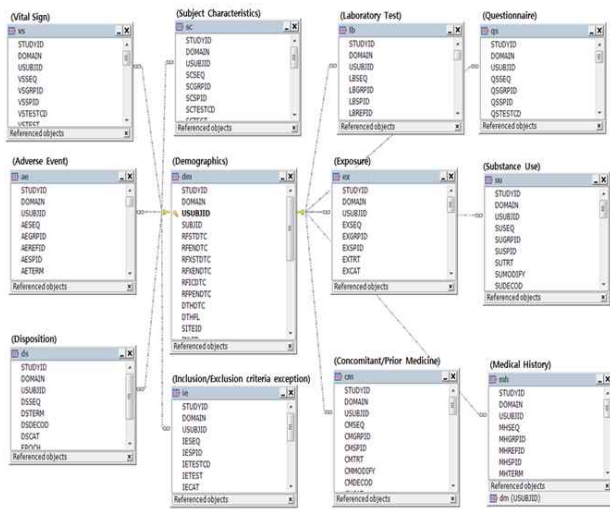 (Vital Sign)
vs
STUDYID
DOMAIN
USUBJID
VSSEQ
VSGRPID
VSSPID
VSTESTCD
VSTEST
Referenced objects
(Subject Characteristics)
sc
STUDYID
DOMAIN
USUBJID
SCSEQ
SCGRPID
SCSPID
SCTESTCD
SCTEST
Referenced objects
(Laboratory Test)
lb
STUDYID
DOMAIN
USUBJID
LBSEQ
LBGRPID
LBSPID
LBREFID
Referenced objects
(Questionnaire)
qs
STUDYID
DOMAIN
USUBJID
QSSEQ
QSGRPID
QSSPID
QSTESTCD
Referenced objects
(Adverse Event)
ae
STUDYID
DOMAIN
USUBJID
AESEQ
AEGRPID
AEREFID
AESPID
AETERM
Referenced objects
(Demographics)
dm
STUDYID
DOMAIN
USUBJID
SUBJID
RFSTDTC
RFENDTC
RFXSTDTC
RFXENDTC
RFICDTC
RFPENDTC
DTHDTC
DTHFL
SITEID
Referenced objects
(Exposure)
ex
STUDYID
DOMAIN
USUBJID
EXSEQ
EXGRPID
EXSPID
EXTRT
EXCAT
Referenced objects
(Substance Use)
su
STUDYID
DOMAIN
USUBJID
SUSEQ
SUGRPID
SUSPID
SUTRT
SUMODIFY
SUDECOD
Referenced objects
(Disposition)
ds
STUDYID
DOMAIN
USUBJID
DSSEQ
DSTERM
DSDECOD
DSCAT
EPOCH
Referenced objects
(Inclusion/Exclusion criteria exception)
ie
STUDYID
DOMAIN
USUBJID
IESEQ
IESPID
IETESTCD
IETEST
IECAT
Referenced objects
(Concomitant/Prior Medicine)
cm
STUDYID
DOMAIN
USUBJID
CMSEQ
CMGRPID
CMSPID
CMTRT
CMMODIFY
CMDECOD
Referenced objects
(Medical History)
mh
STUDYID
DOMAIN
USUBJID
MHSEQ
MHGRPID
MHREFID
MHSPID
MHTERM
Referenced objects
dm (USUBJID)